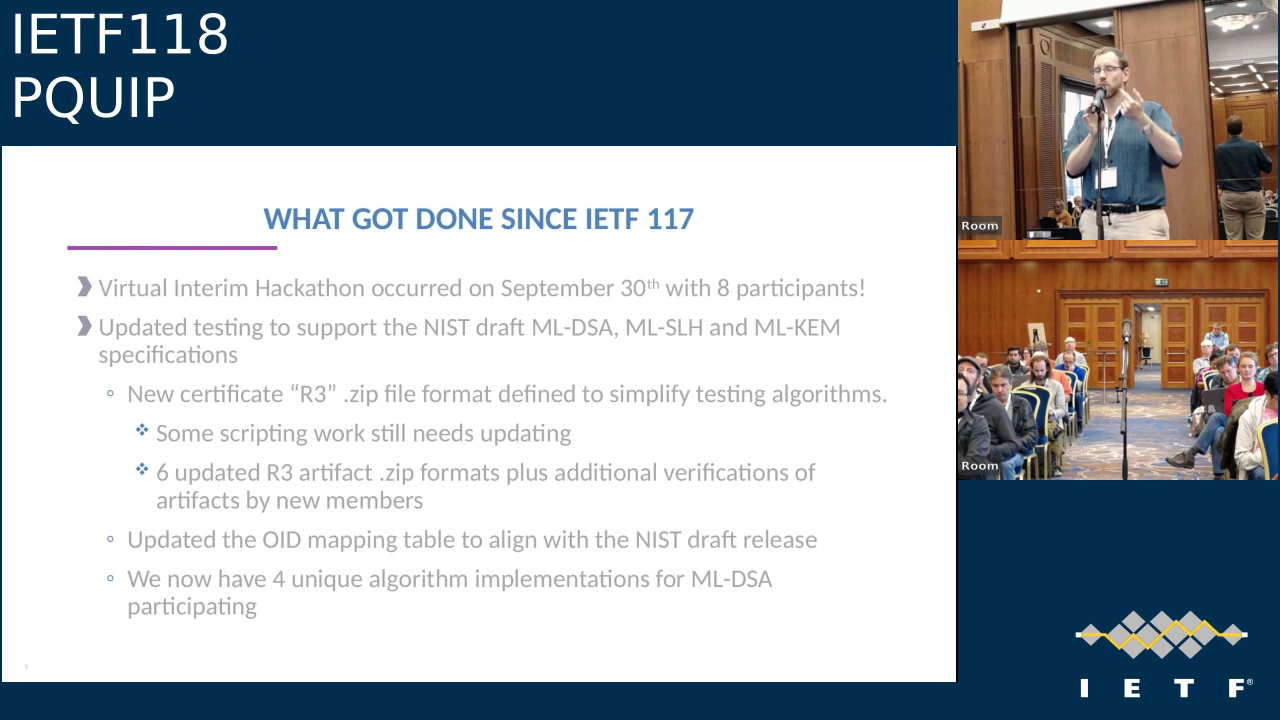 IETF118
PQUIP
WHAT GOT DONE SINCE IETF 117
Virtual Interim Hackathon occurred on September 30th with 8 participants!
Updated testing to support the NIST draft ML-DSA, ML-SLH and ML-KEM
specifications
New certificate “R3” .zip file format defined to simplify testing algorithms.
Some scripting work still needs updating
6 updated R3 artifact .zip formats plus additional verifications of
artifacts by new members
Updated the OID mapping table to align with the NIST draft release
We now have 4 unique algorithm implementations for ML-DSA
participating
9
Room
Room
I E T F®